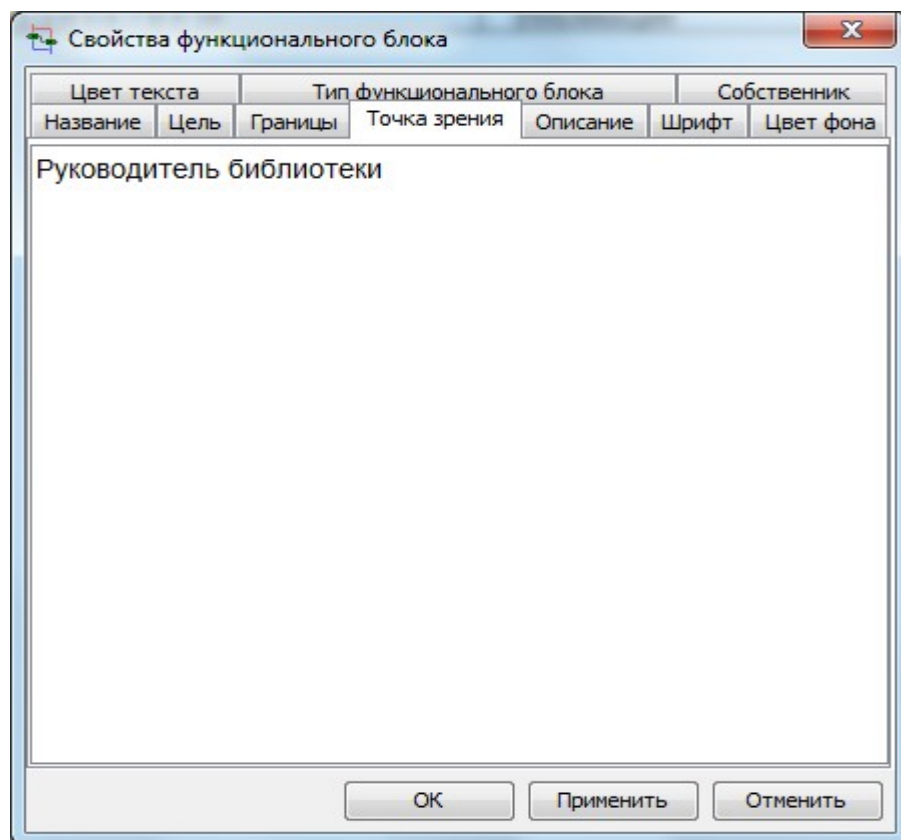 Свойства функционального блока
Цвет текста Тип функционального блока Собственник
Название Цель Границы Точка зрения Описание Шрифт Цвет фона
Руководитель библиотеки
ОК Применить Отменить